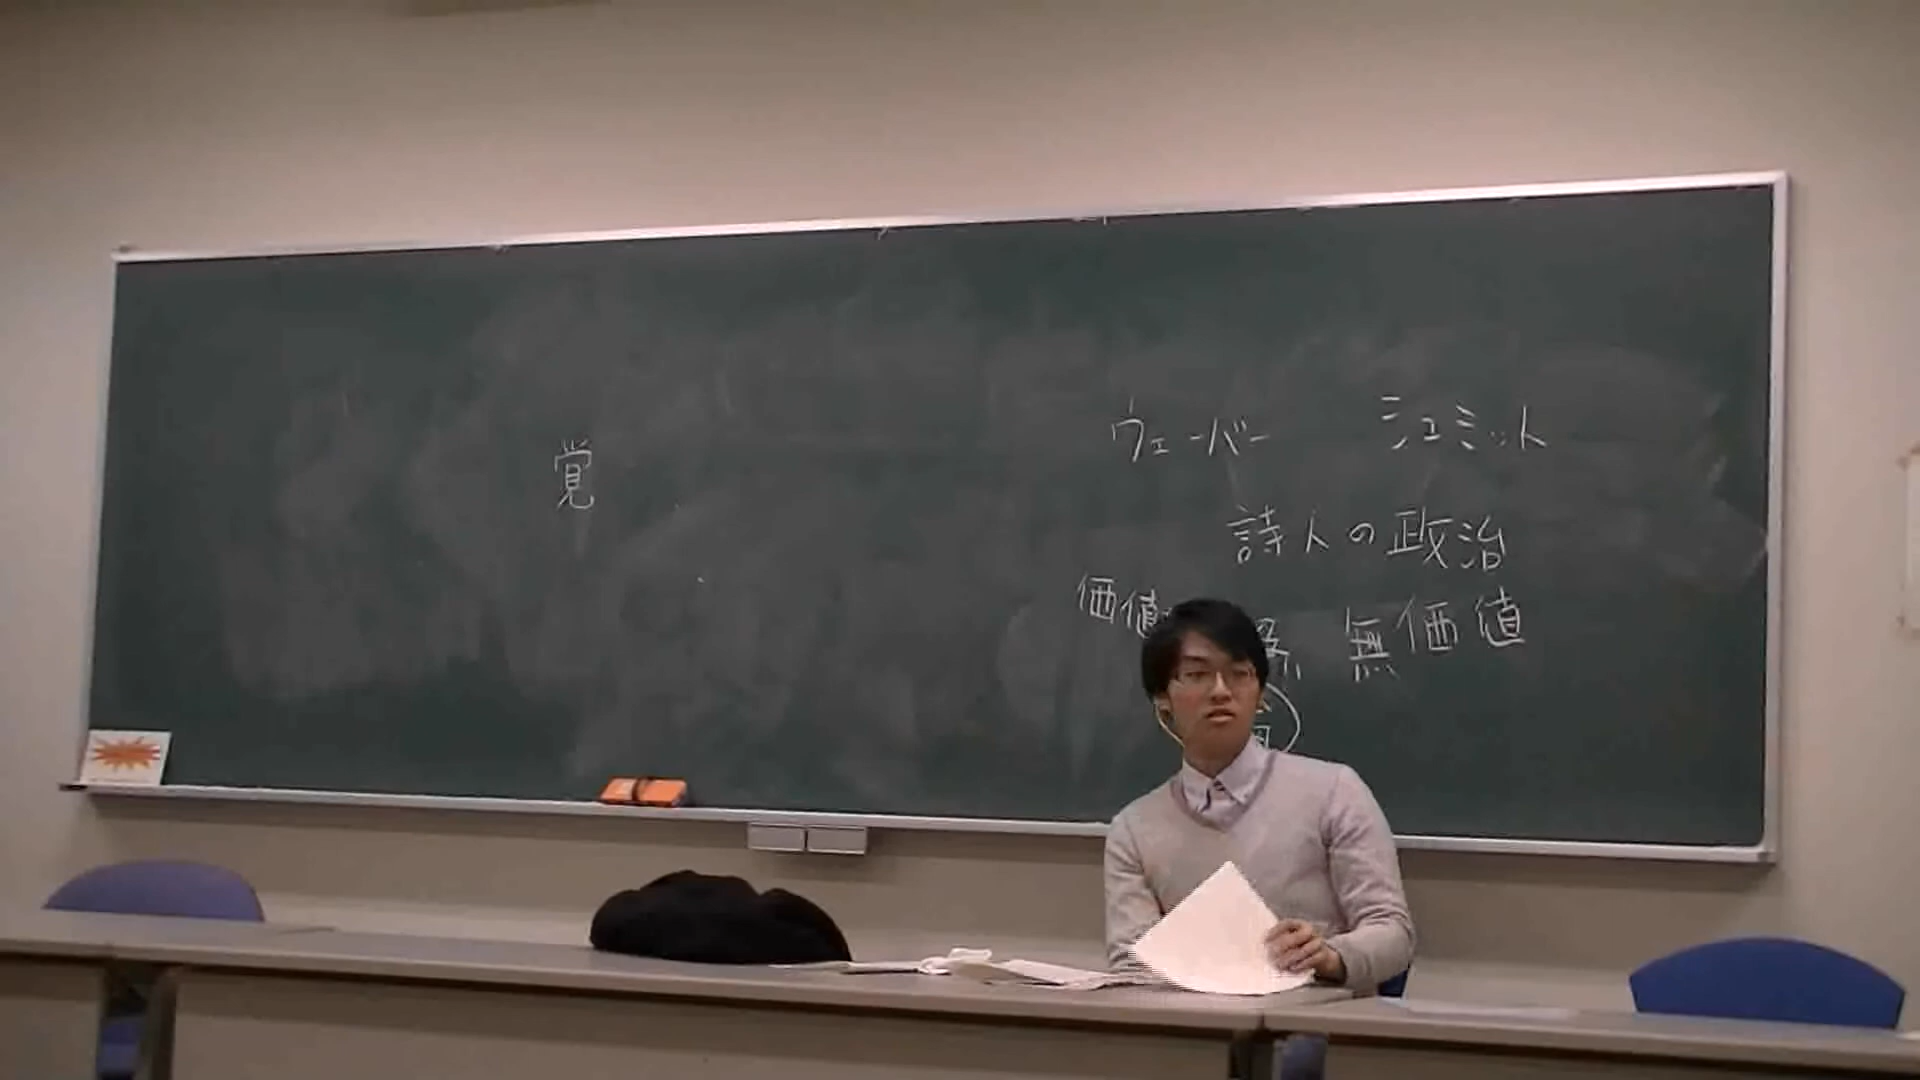 ウェーバー シュミット
詩人の政治
覚
価値 無価値